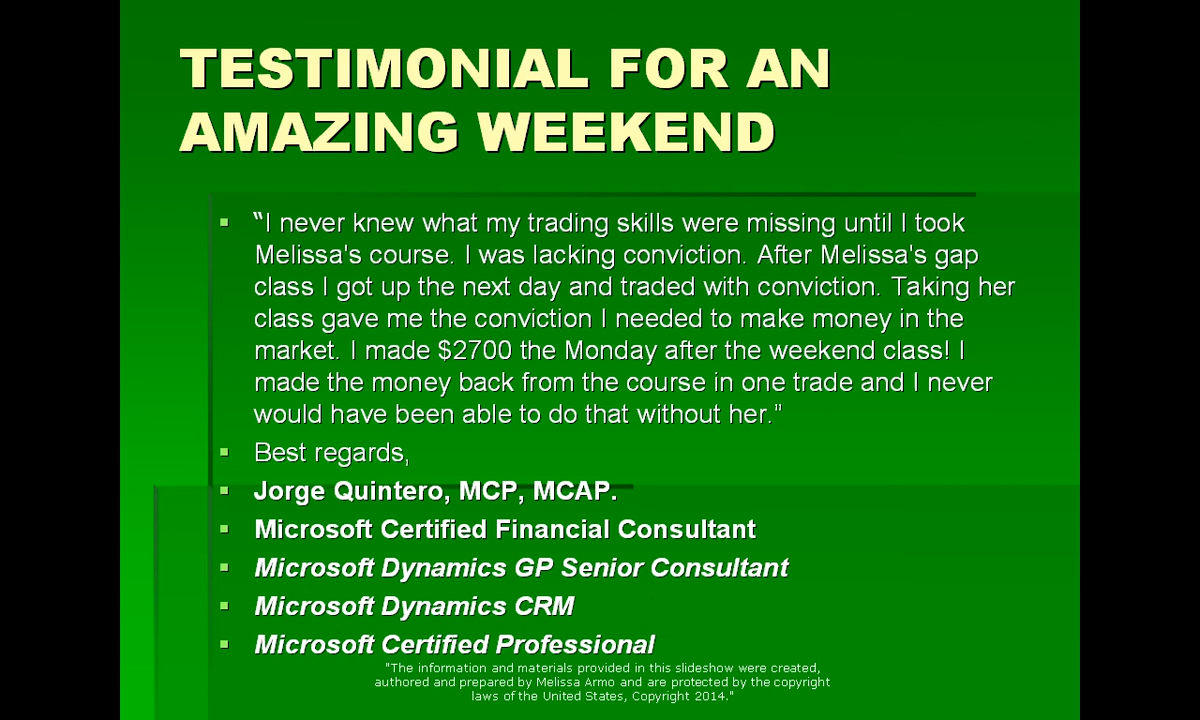 TESTIMONIAL FOR AN
AMAZING WEEKEND
▪ “I never knew what my trading skills were missing until I took
Melissa's course. I was lacking conviction. After Melissa's gap
class I got up the next day and traded with conviction. Taking her
class gave me the conviction I needed to make money in the
market. I made $2700 the Monday after the weekend class! I
made the money back from the course in one trade and I never
would have been able to do that without her.”
▪ Best regards,
▪ Jorge Quintero, MCP, MCAP.
▪ Microsoft Certified Financial Consultant
▪ Microsoft Dynamics GP Senior Consultant
▪ Microsoft Dynamics CRM
▪ Microsoft Certified Professional
"The information and materials provided in this slideshow were created,
authored and prepared by Melissa Armo and are protected by the copyright
laws of the United States, Copyright 2014."